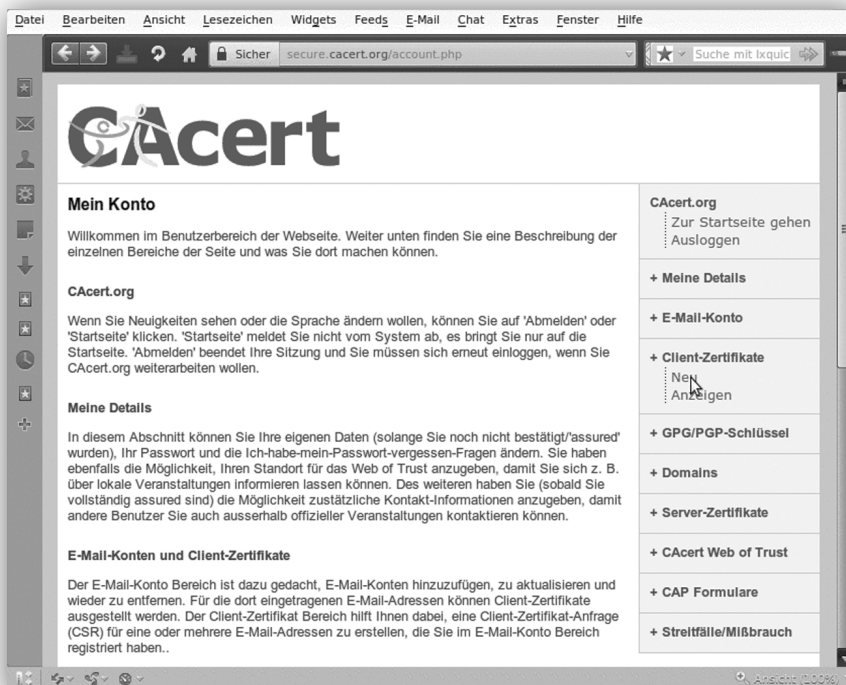 Datei Bearbeiten Ansicht Lesezeichen Widgets Feeds E-Mail Chat Extras Fenster Hilfe
Sicher secure.cacert.org/account.php Suche mit Ixquic
CAcert
Mein Konto
Willkommen im Benutzerbereich der Webseite. Weiter unten finden Sie eine Beschreibung der
einzelnen Bereiche der Seite und was Sie dort machen können.
CAcert.org
Wenn Sie Neuigkeiten sehen oder die Sprache ändern wollen, können Sie auf 'Abmelden' oder
'Startseite' klicken. 'Startseite' meldet Sie nicht vom System ab, es bringt Sie nur auf die
Startseite. 'Abmelden' beendet Ihre Sitzung und Sie müssen sich erneut einloggen, wenn Sie
CAcert.org weiterarbeiten wollen.
Meine Details
In diesem Abschnitt können Sie Ihre eigenen Daten (solange Sie noch nicht bestätigt/'assured'
wurden), Ihr Passwort und die Ich-habe-mein-Passwort-vergessen-Fragen ändern. Sie haben
ebenfalls die Möglichkeit, Ihren Standort für das Web of Trust anzugeben, damit Sie sich z. B.
über lokale Veranstaltungen informieren lassen können. Des weiteren haben Sie (sobald Sie
vollständig assured sind) die Möglichkeit zusätzliche Kontakt-Informationen anzugeben, damit
andere Benutzer Sie auch ausserhalb offizieller Veranstaltungen kontaktieren können.
E-Mail-Konten und Client-Zertifikate
Der E-Mail-Konto Bereich ist dazu gedacht, E-Mail-Konten hinzuzufügen, zu aktualisieren und
wieder zu entfernen. Für die dort eingetragenen E-Mail-Adressen können Client-Zertifikate
ausgestellt werden. Der Client-Zertifikat Bereich hilft Ihnen dabei, eine Client-Zertifikat-Anfrage
(CSR) für eine oder mehrere E-Mail-Adressen zu erstellen, die Sie im E-Mail-Konto Bereich
registriert haben..
CAcert.org
Zur Startseite gehen
Ausloggen
+ Meine Details
+ E-Mail-Konto
+ Client-Zertifikate
Neu
Anzeigen
+ GPG/PGP-Schlüssel
+ Domains
+ Server-Zertifikate
+ CAcert Web of Trust
+ CAP Formulare
+ Streitfälle/Mißbrauch
Ansicht (100%)